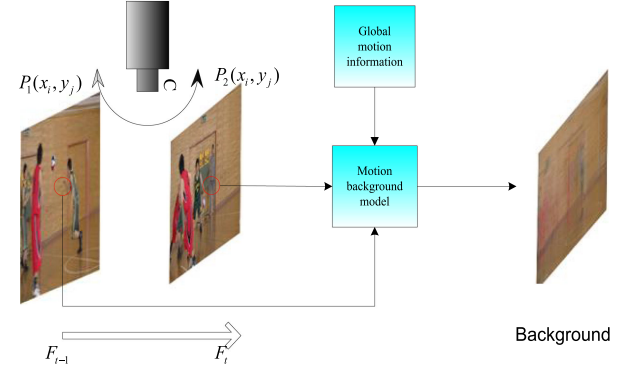 Global
motion
information
P₁(xᵢ, yⱼ)
P₂(xᵢ, yⱼ)
C
Motion
background
model
Background
Fₜ₋₁
Fₜ